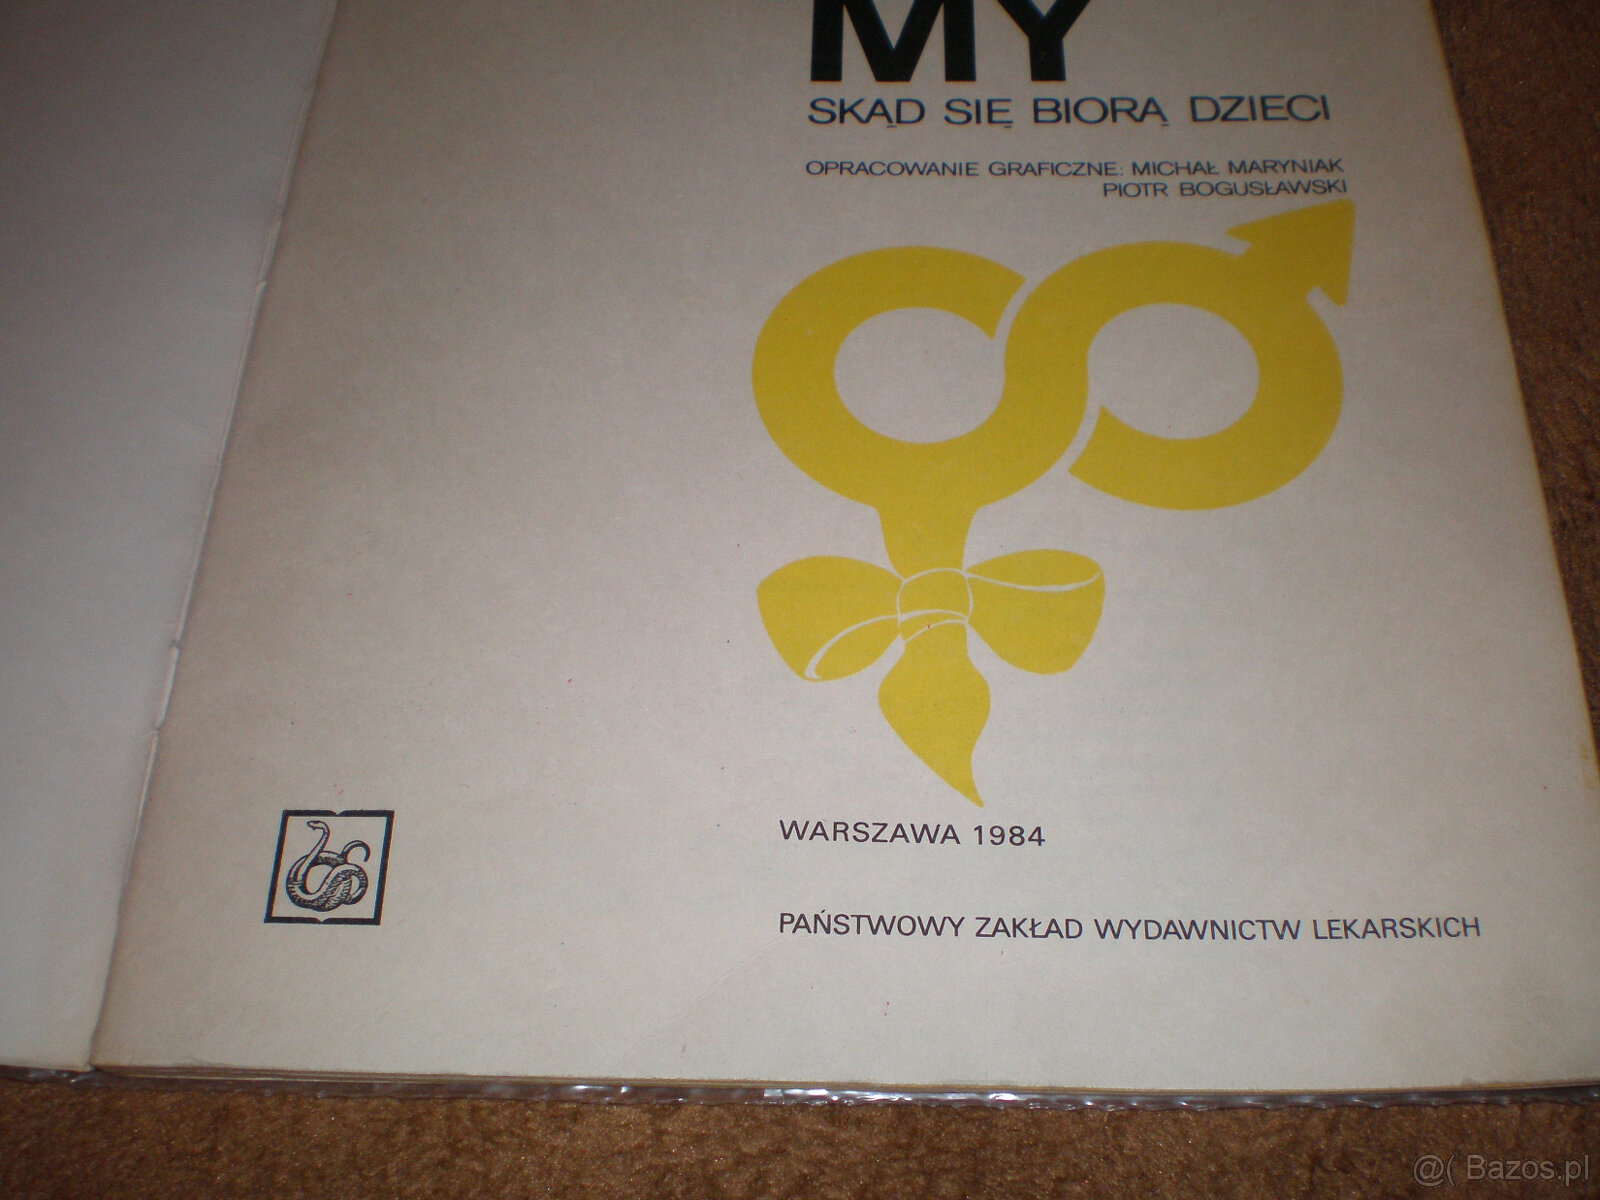 MY
SKĄD SIĘ BIORĄ DZIECI
OPRACOWANIE GRAFICZNE: MICHAŁ MARYNIAK
PIOTR BOGUSŁAWSKI
WARSZAWA 1984
PAŃSTWOWY ZAKŁAD WYDAWNICTW LEKARSKICH
@( Bazos.pl